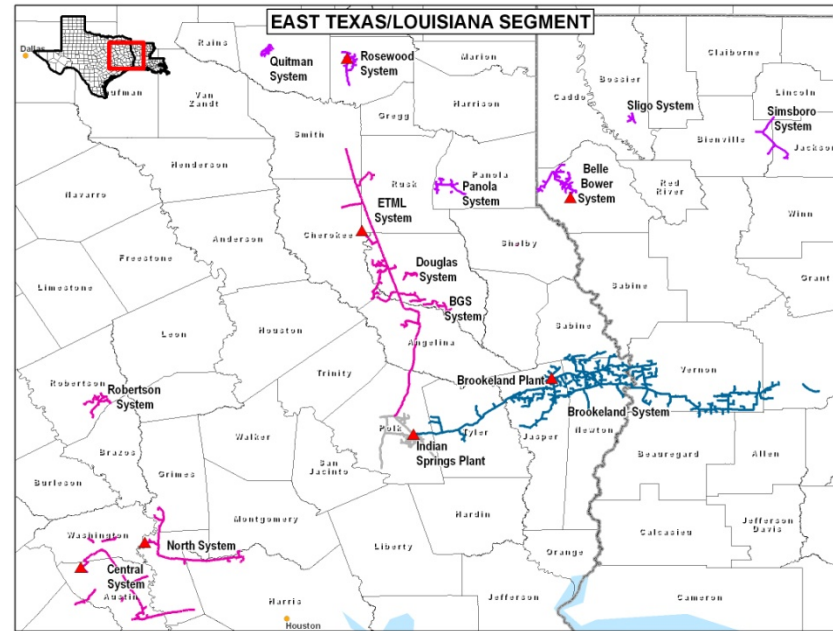 EAST TEXAS/LOUISIANA SEGMENT
Dallas
Rains
Quitman
System
Rosewood
System
Marion
Caddo
Bossier
Claiborne
Lincoln
Sligo System
Simsboro
System
Bienville
Jackson
Kaufman
Van
Zandt
Smith
Gregg
Harrison
Henderson
Rusk
Panola
Panola
System
Belle
Bower
System
Red
River
Winn
Navarro
ETML
System
Cherokee
Anderson
Freestone
Shelby
Douglas
System
Sabine
Grant
Limestone
BGS
System
Leon
Houston
Angelina
Sabine
Vernon
Robertson
Robertson
System
Trinity
Brookeland Plant
Brookeland System
Polk
Tyler
Jasper
Newton
Indian
Springs Plant
Walker
San
Jacinto
Brazos
Grimes
Beauregard
Allen
Burleson
Montgomery
Hardin
Washington
North System
Liberty
Orange
Calcasieu
Jefferson
Davis
Central
System
Austin
Harris
Jefferson
Cameron
Houston